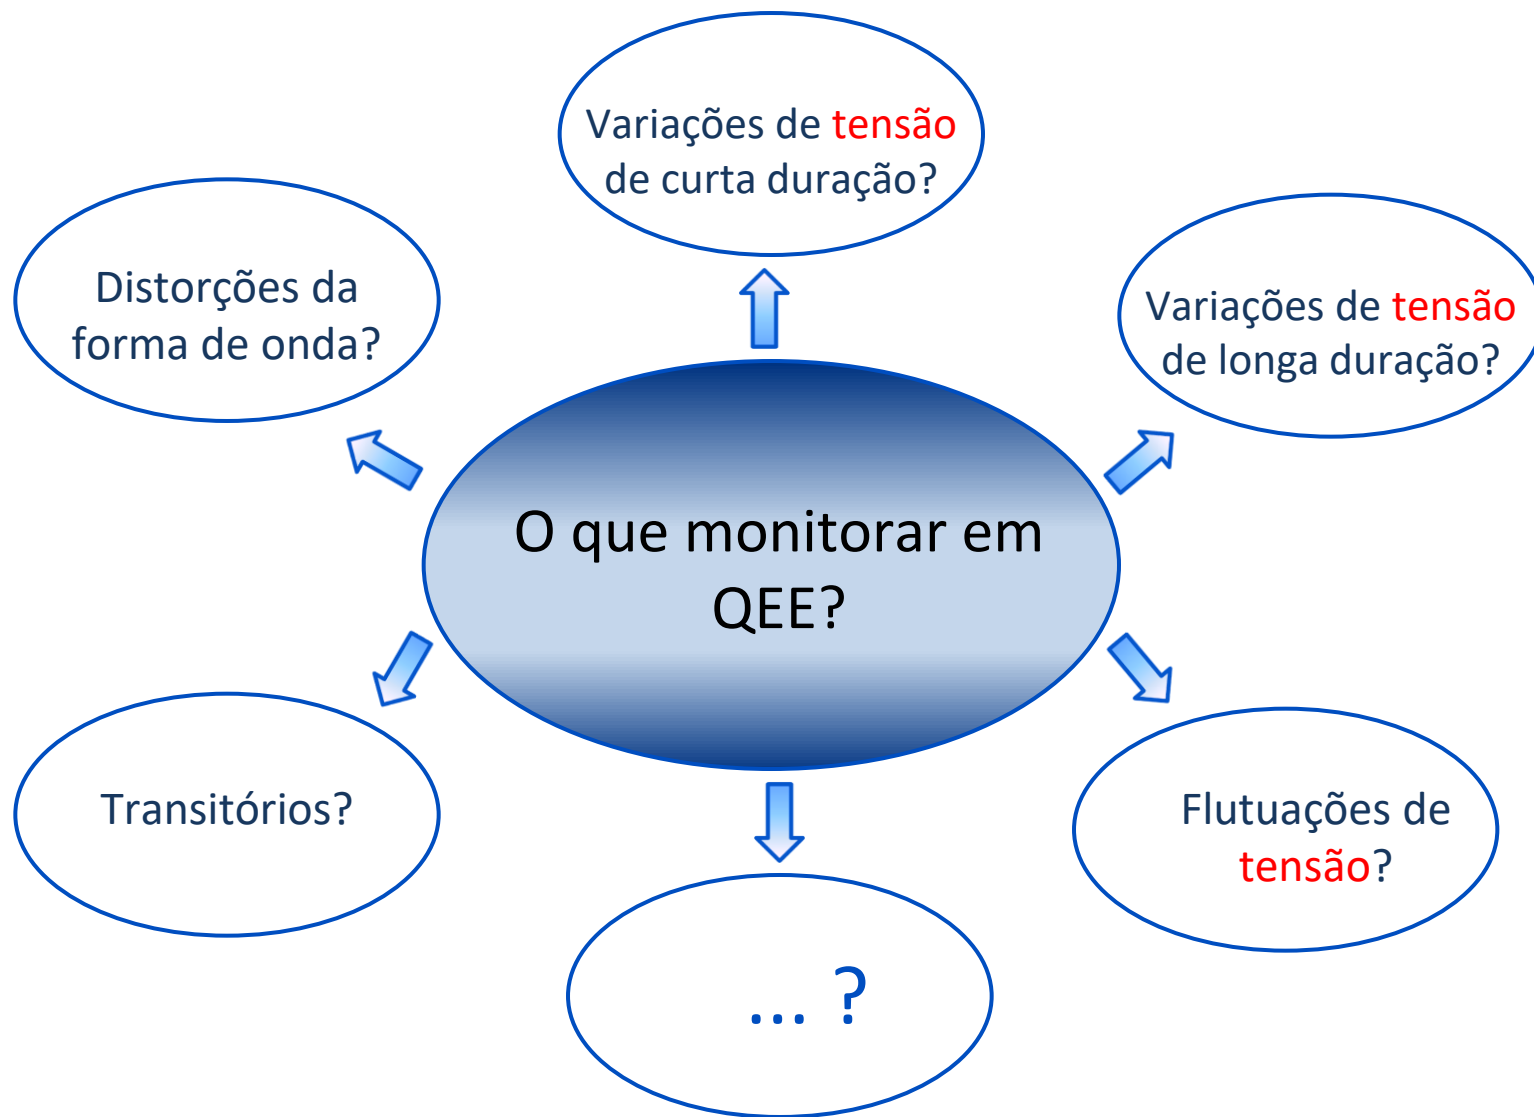 Variações de tensão
de curta duração?
Distorções da
forma de onda?
Variações de tensão
de longa duração?
O que monitorar em
QEE?
Transitórios?
Flutuações de
tensão?
... ?